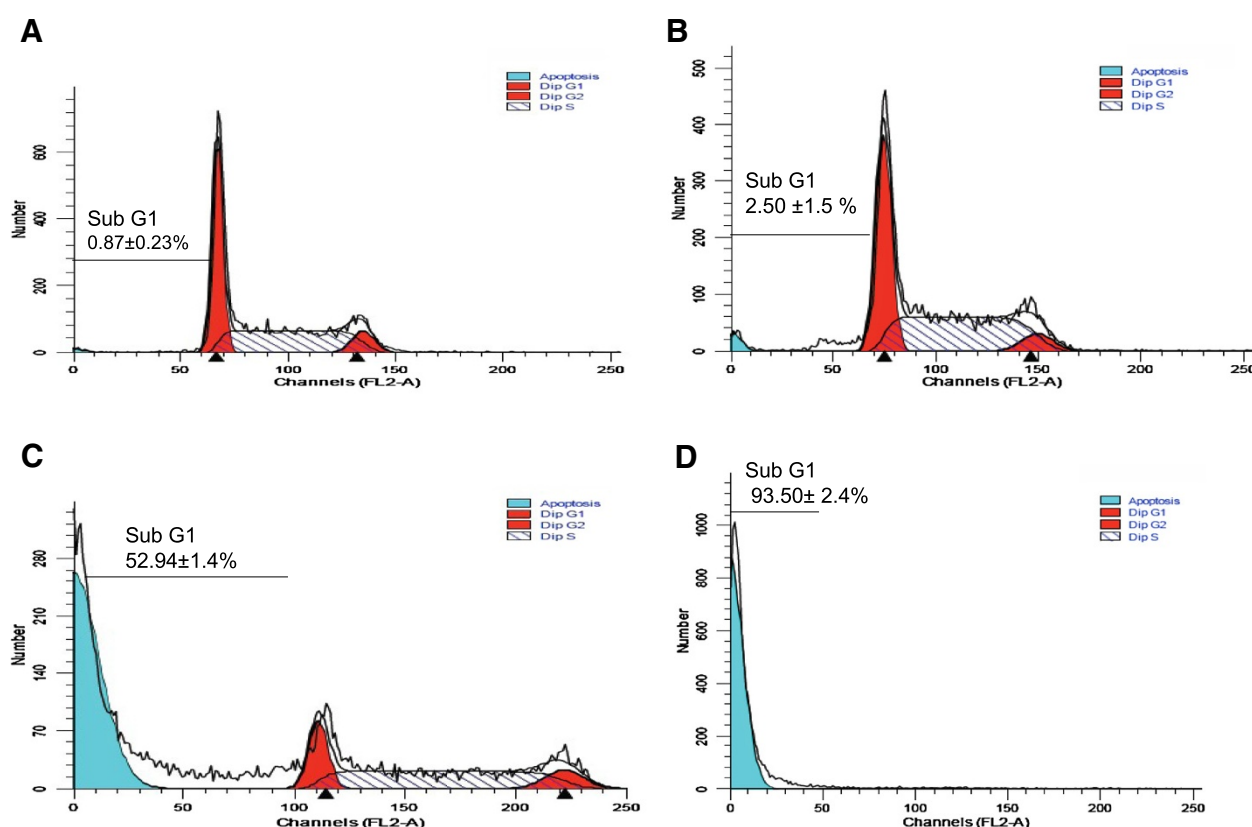 A
Apoptosis
Dip G1
Dip G2
Dip S
Sub G1
0.87±0.23%
Number
0
200
400
600
0
50
100
150
200
250
Channels (FL2-A)
B
Apoptosis
Dip G1
Dip G2
Dip S
Sub G1
2.50 ±1.5 %
Number
0
100
200
300
400
500
0
50
100
150
200
250
Channels (FL2-A)
C
Apoptosis
Dip G1
Dip G2
Dip S
Sub G1
52.94±1.4%
Number
0
70
140
210
280
0
50
100
150
200
250
Channels (FL2-A)
D
Sub G1
93.50± 2.4%
Apoptosis
Dip G1
Dip G2
Dip S
Number
0
200
400
600
800
1000
0
50
100
150
200
250
Channels (FL2-A)